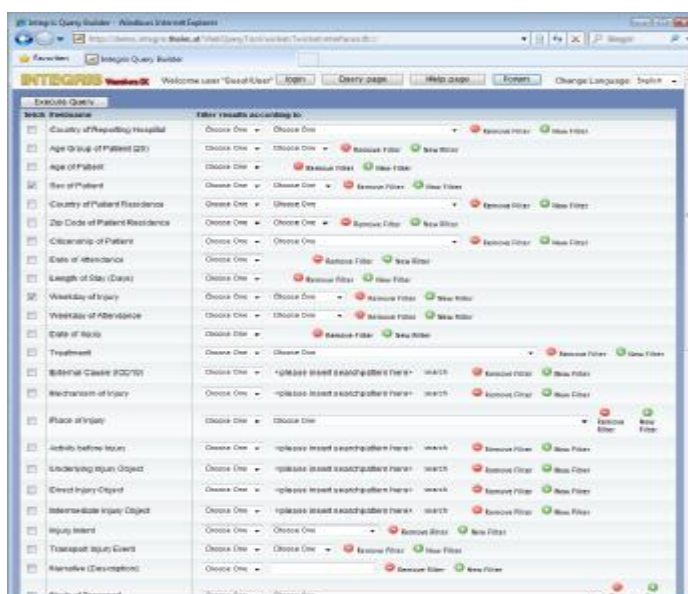 Integris Query Builder - Windows Internet Explorer
Favorites Integris Query Builder
INTEGRIS Version IX Welcome user "Guest User" login Query page Help page Forum Change Language: English
Execute Query
Fieldname Filter results according to
Country of Reporting Hospital Choose One Choose One Remove Filter New Filter
Age Group of Patient (20) Choose One Choose One Remove Filter New Filter
Age of Patient Choose One Remove Filter New Filter
Sex of Patient Choose One Choose One Remove Filter New Filter
Country of Patient Residence Choose One Choose One Remove Filter New Filter
Zip Code of Patient Residence Choose One Choose One Remove Filter New Filter
Citizenship of Patient Choose One Choose One Remove Filter New Filter
Date of Attendance Choose One Remove Filter New Filter
Length of Stay (Days) Choose One Remove Filter New Filter
Weekday of Injury Choose One Choose One Remove Filter New Filter
Weekday of Attendance Choose One Choose One Remove Filter New Filter
Date of Injury Choose One Remove Filter New Filter
Treatment Choose One Choose One Remove Filter New Filter
External Cause (ICD10) Choose One <please insert searchpattern here> search Remove Filter New Filter
Mechanism of Injury Choose One <please insert searchpattern here> search Remove Filter New Filter
Place of Injury Choose One Choose One Remove Filter New Filter
Activity before Injury Choose One <please insert searchpattern here> search Remove Filter New Filter
Underlying Injury Object Choose One <please insert searchpattern here> search Remove Filter New Filter
Direct Injury Object Choose One <please insert searchpattern here> search Remove Filter New Filter
Intermediate Injury Object Choose One <please insert searchpattern here> search Remove Filter New Filter
Injury Intent Choose One Choose One Remove Filter New Filter
Transport Injury Event Choose One Choose One Remove Filter New Filter
Narrative (Description) Choose One Remove Filter New Filter